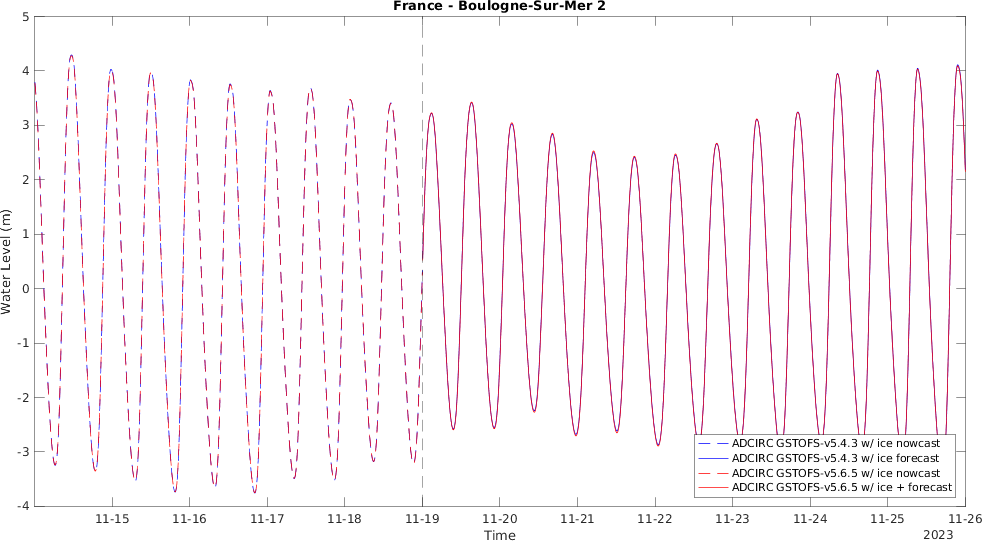 France - Boulogne-Sur-Mer 2
5
4
3
2
1
0
-1
-2
-3
-4
Water Level (m)
ADCIRC GSTOFS-v5.4.3 w/ ice nowcast
ADCIRC GSTOFS-v5.4.3 w/ ice forecast
ADCIRC GSTOFS-v5.6.5 w/ ice nowcast
ADCIRC GSTOFS-v5.6.5 w/ ice + forecast
11-15 11-16 11-17 11-18 11-19 11-20 11-21 11-22 11-23 11-24 11-25 11-26
Time
2023